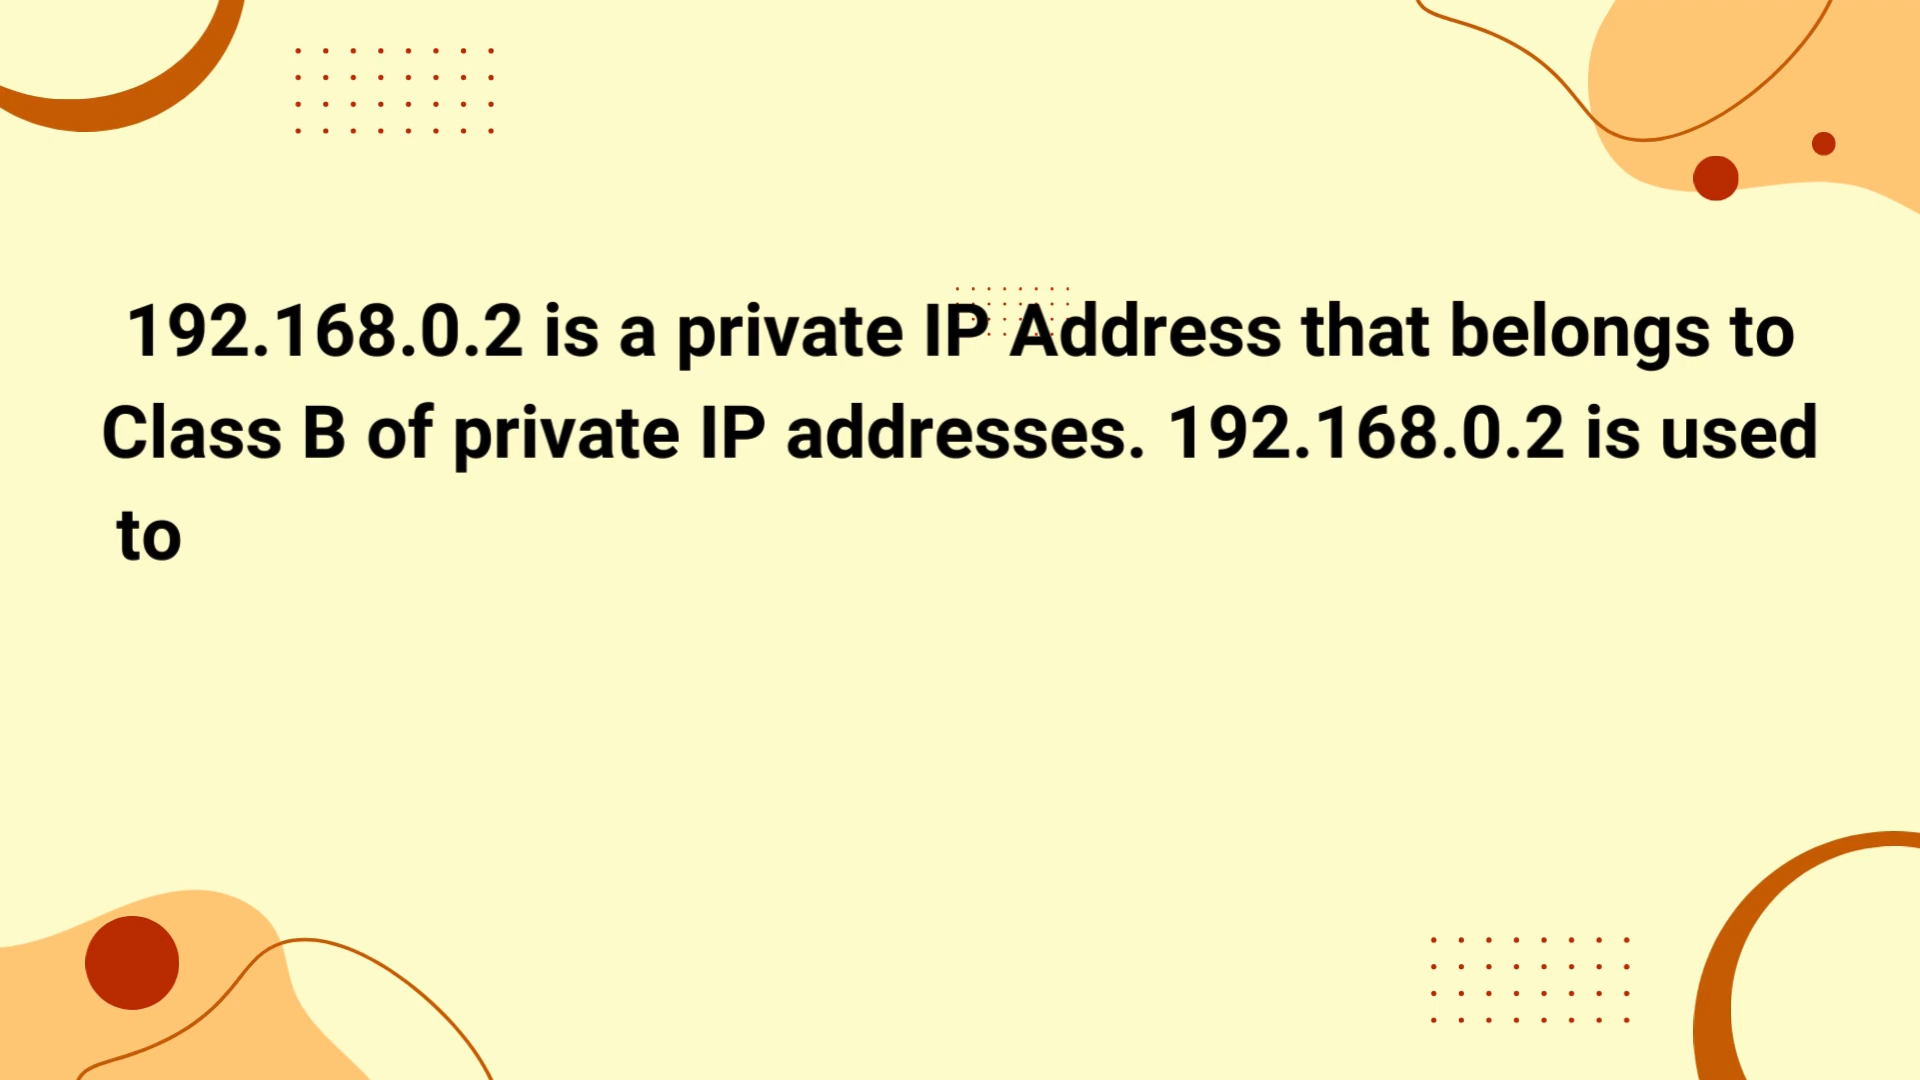 192.168.0.2 is a private IP Address that belongs to
Class B of private IP addresses. 192.168.0.2 is used
to